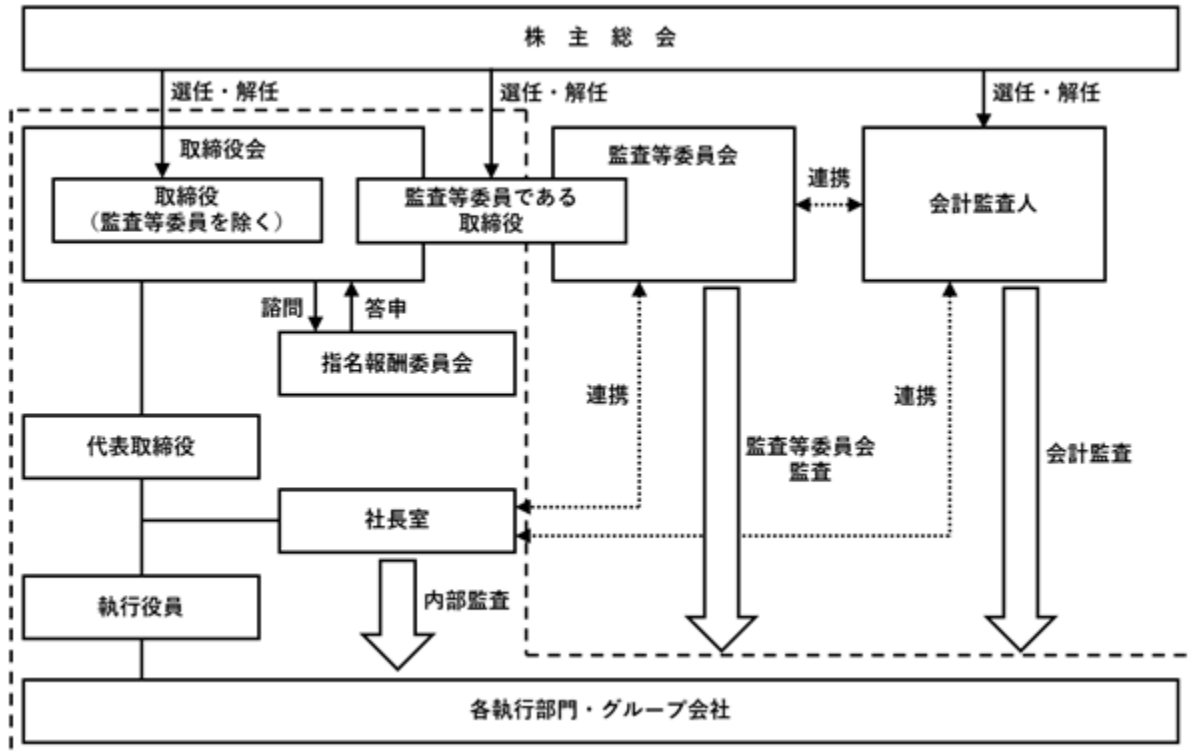 株 主 総 会
選任・解任
選任・解任
選任・解任
取締役会
取締役
（監査等委員を除く）
監査等委員である
取締役
監査等委員会
連携
会計監査人
諮問
答申
指名報酬委員会
連携
連携
代表取締役
監査等委員会
監査
会計監査
社長室
執行役員
内部監査
各執行部門・グループ会社